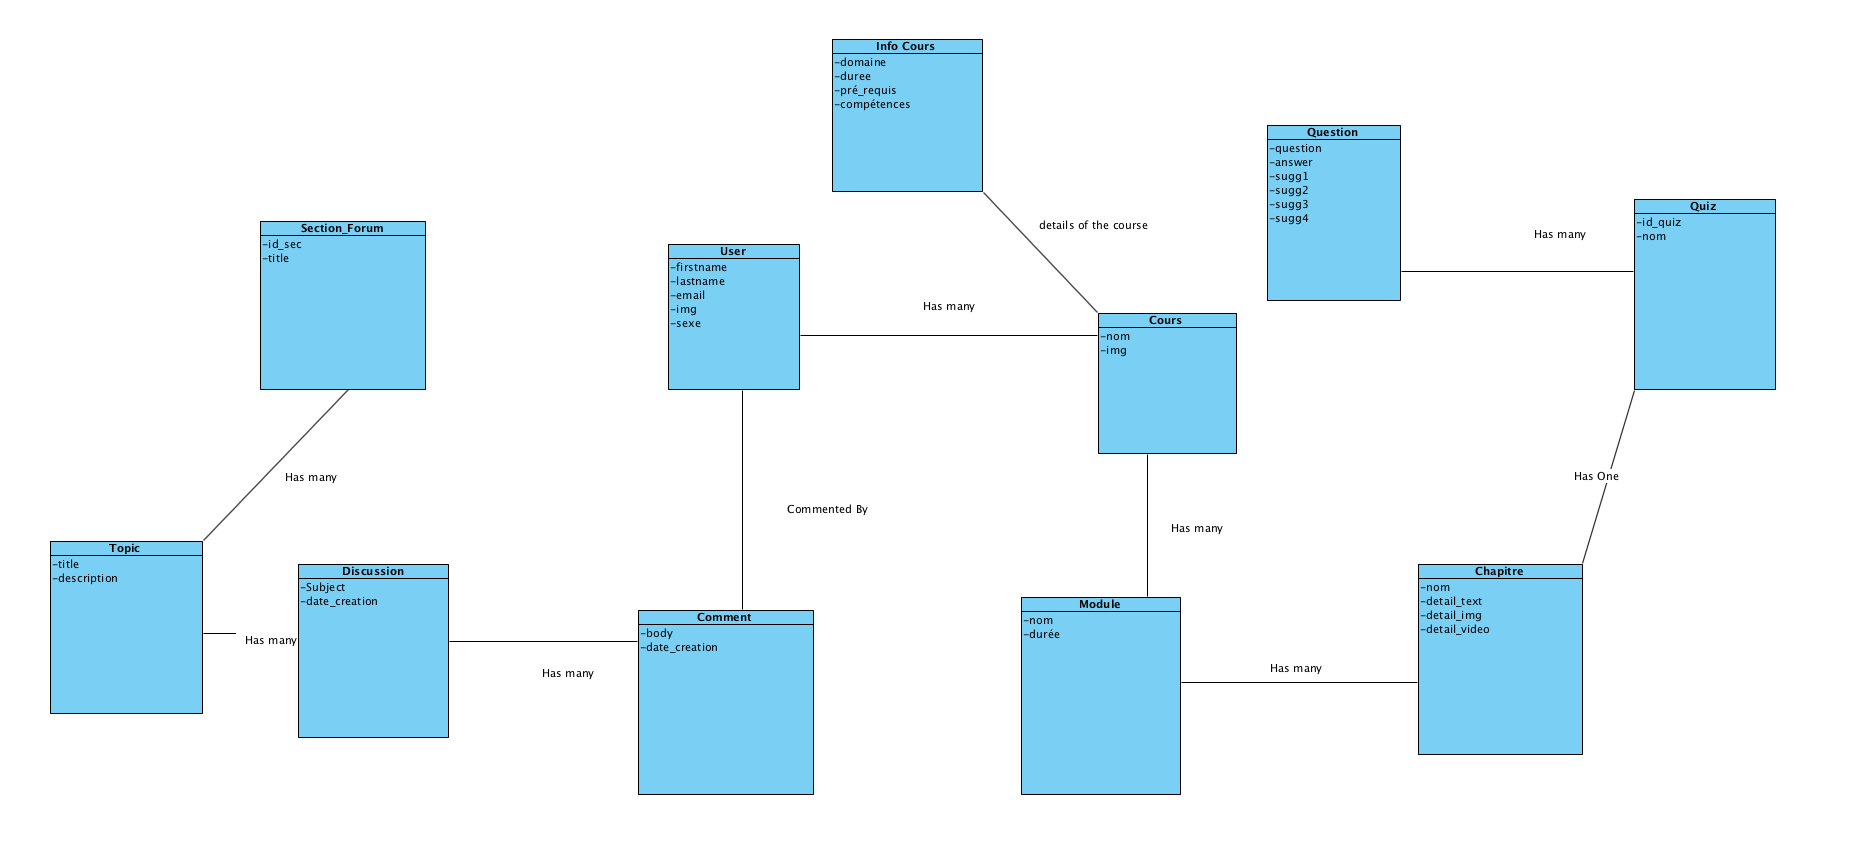 Info Cours
-domaine
-duree
-pré_requis
-compétences
Question
-question
-answer
-sugg1
-sugg2
-sugg3
-sugg4
Quiz
-id_quiz
-nom
Has many
Section_Forum
-id_sec
-title
User
-firstname
-lastname
-email
-img
-sexe
details of the course
Has many
Cours
-nom
-img
Has many
Commented By
Has many
Has One
Topic
-title
-description
Has many
Discussion
-Subject
-date_creation
Has many
Comment
-body
-date_creation
Module
-nom
-durée
Has many
Chapitre
-nom
-detail_text
-detail_img
-detail_video